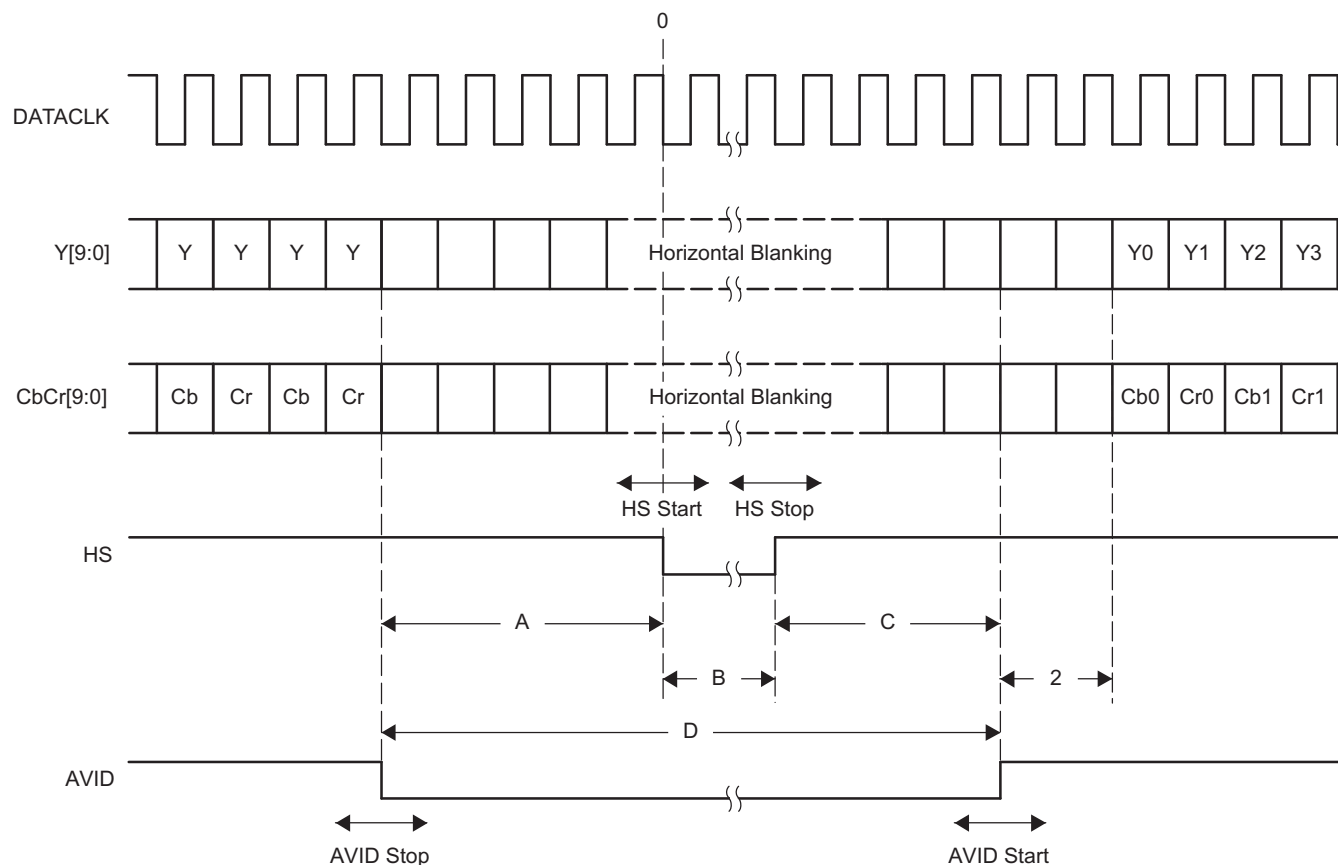 0
DATACLK
Y[9:0] Y Y Y Y Horizontal Blanking Y0 Y1 Y2 Y3
CbCr[9:0] Cb Cr Cb Cr Horizontal Blanking Cb0 Cr0 Cb1 Cr1
HS Start HS Stop
HS
A C
B 2
D
AVID
AVID Stop AVID Start